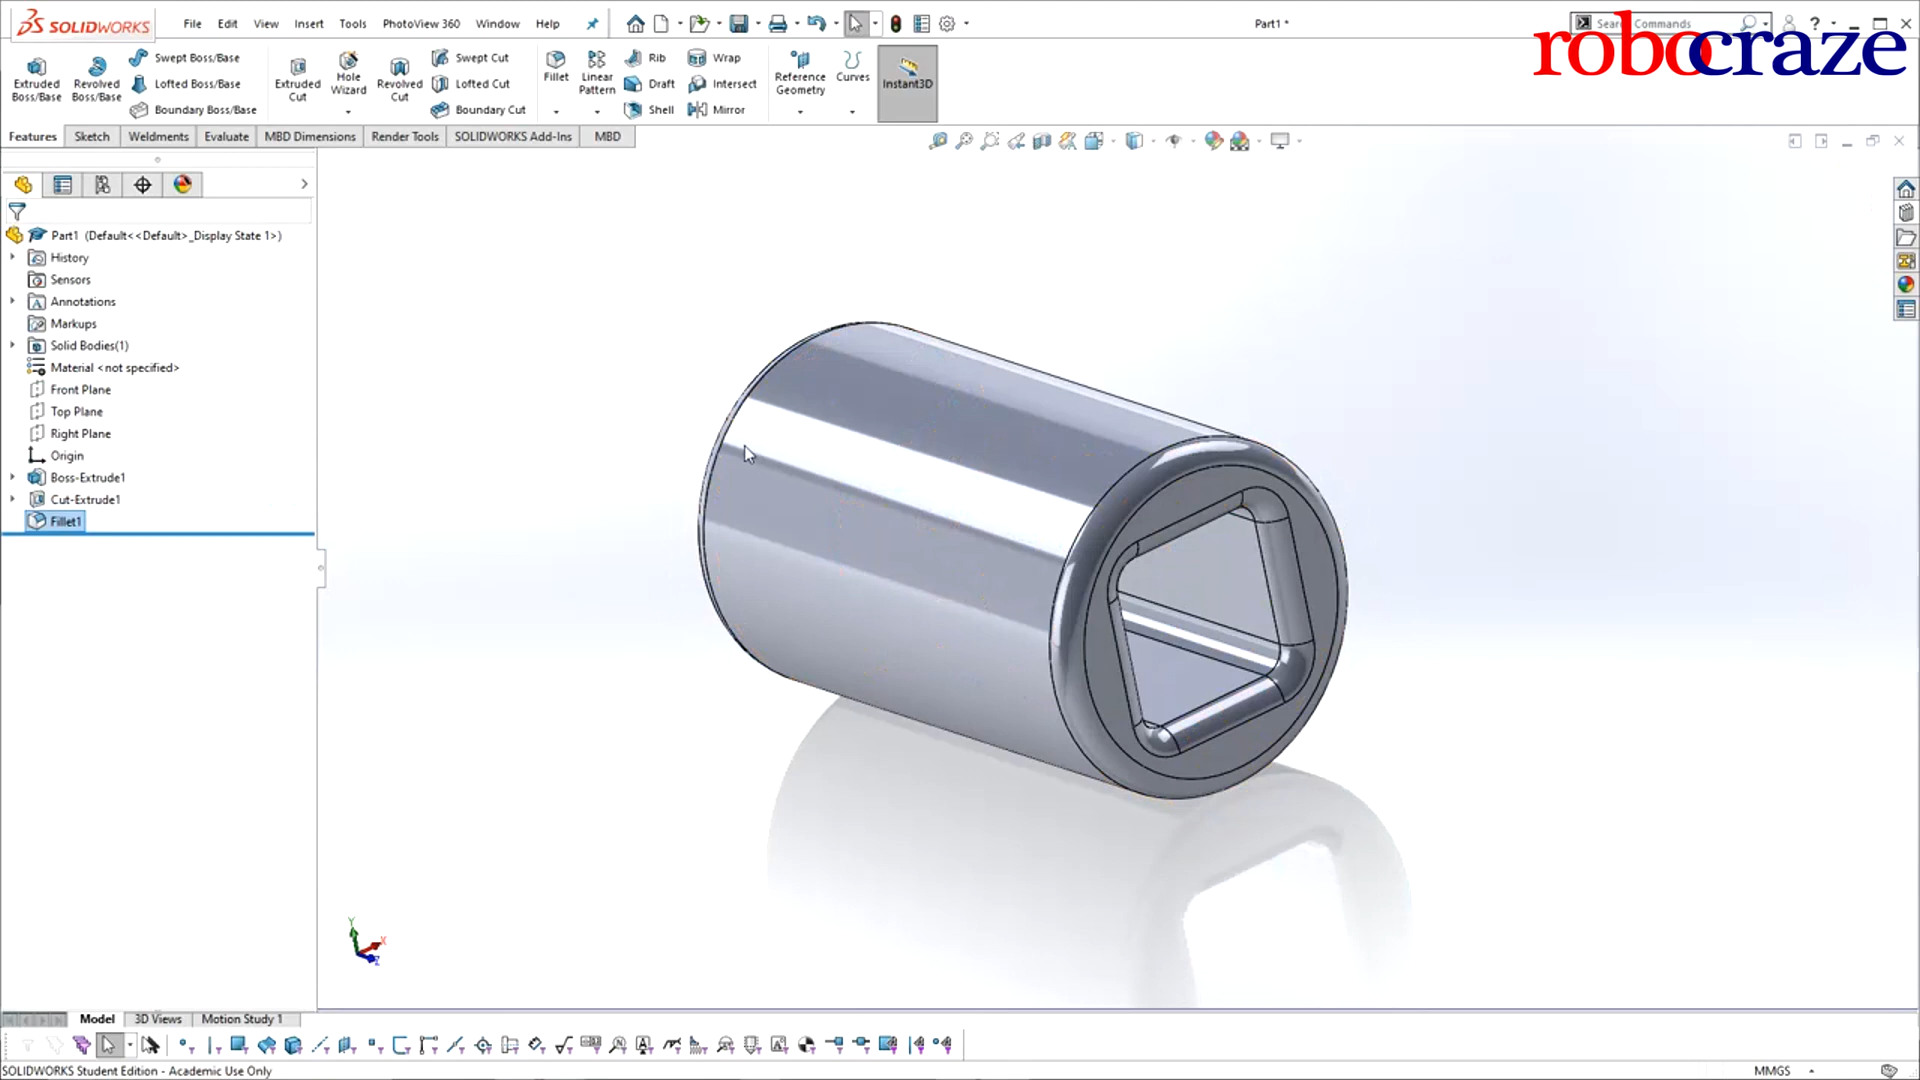 SOLIDWORKS File Edit View Insert Tools PhotoView 360 Window Help Part1 * Search Commands ?
robocraze
Extruded Boss/Base
Revolved Boss/Base
Swept Boss/Base
Lofted Boss/Base
Boundary Boss/Base
Extruded Cut
Hole Wizard
Revolved Cut
Swept Cut
Lofted Cut
Boundary Cut
Fillet
Linear Pattern
Rib
Draft
Shell
Wrap
Intersect
Mirror
Reference Geometry
Curves
Instant3D
Features Sketch Weldments Evaluate MBD Dimensions Render Tools SOLIDWORKS Add-Ins MBD
Part1 (Default<<Default>_Display State 1>)
History
Sensors
Annotations
Markups
Solid Bodies(1)
Material <not specified>
Front Plane
Top Plane
Right Plane
Origin
Boss-Extrude1
Cut-Extrude1
Fillet1
Y
X
Z
Model 3D Views Motion Study 1
SOLIDWORKS Student Edition - Academic Use Only MMGS